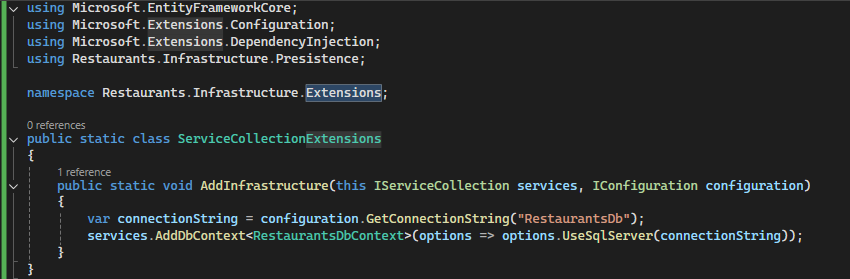 using Microsoft.EntityFrameworkCore;
using Microsoft.Extensions.Configuration;
using Microsoft.Extensions.DependencyInjection;
using Restaurants.Infrastructure.Presistence;
namespace Restaurants.Infrastructure.Extensions;
0 references
public static class ServiceCollectionExtensions
{
1 reference
public static void AddInfrastructure(this IServiceCollection services, IConfiguration configuration)
{
var connectionString = configuration.GetConnectionString("RestaurantsDb");
services.AddDbContext<RestaurantsDbContext>(options => options.UseSqlServer(connectionString));
}
}